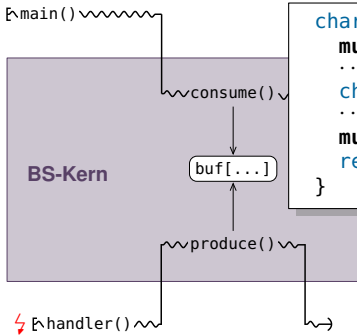 main()
char
mu
..
consume()
ch
..
mu
BS-Kern
buf[...]
re
}
produce()
handler()